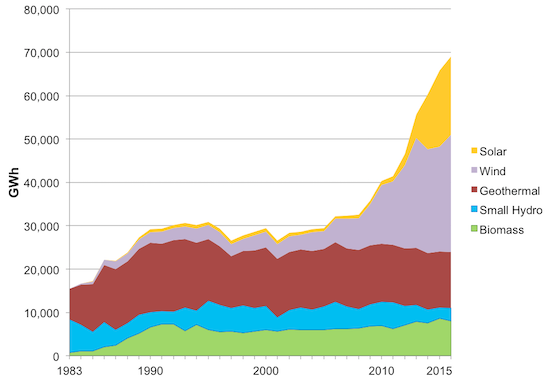 80,000
70,000
60,000
50,000
40,000
30,000
20,000
10,000
0
GWh
1983 1990 2000 2010 2015
Solar
Wind
Geothermal
Small Hydro
Biomass